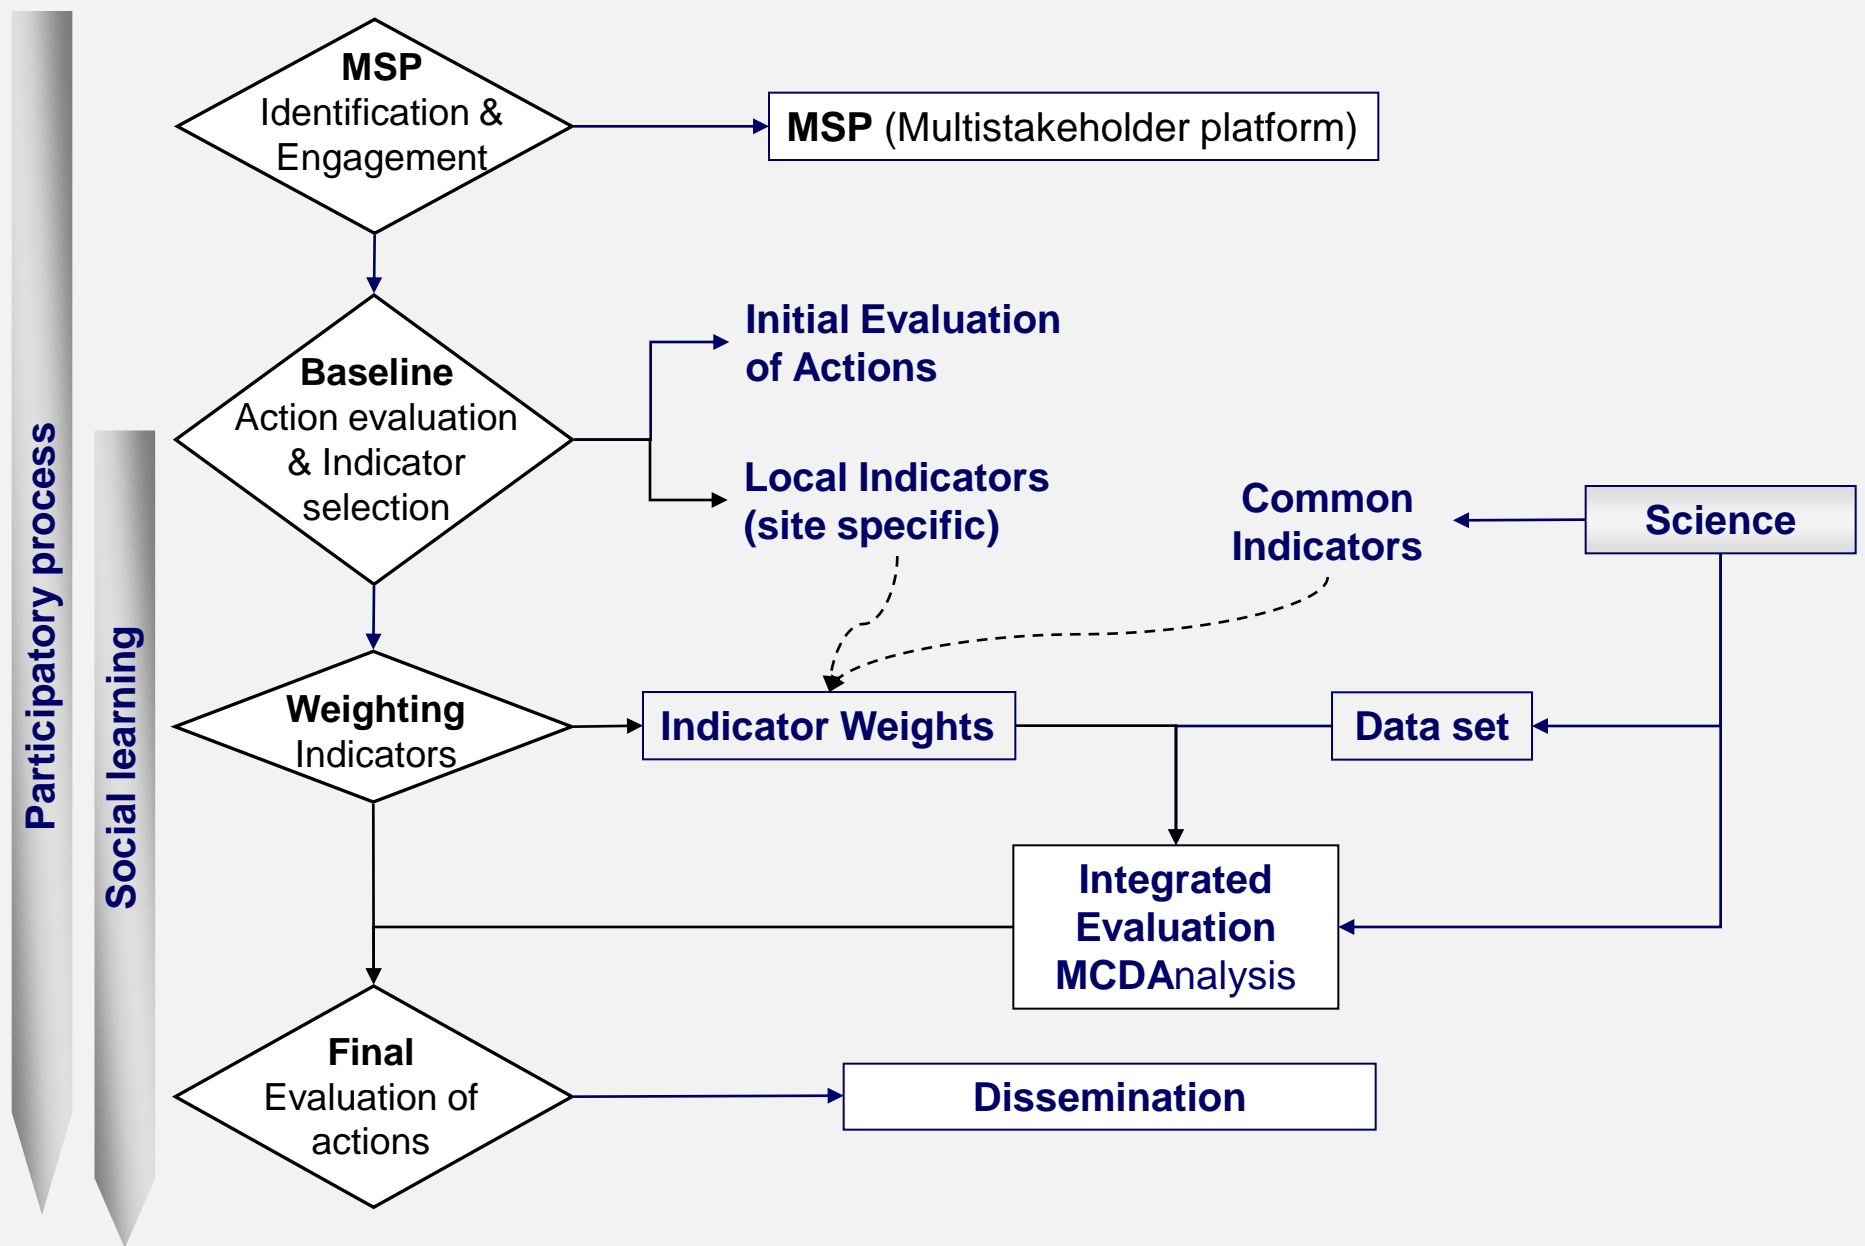 MSP
Identification &
Engagement
MSP (Multistakeholder platform)
Baseline
Action evaluation
& Indicator
selection
Initial Evaluation
of Actions
Local Indicators
(site specific)
Common
Indicators
Science
Participatory process
Social learning
Weighting
Indicators
Indicator Weights
Data set
Integrated
Evaluation
MCDAnalysis
Final
Evaluation of
actions
Dissemination